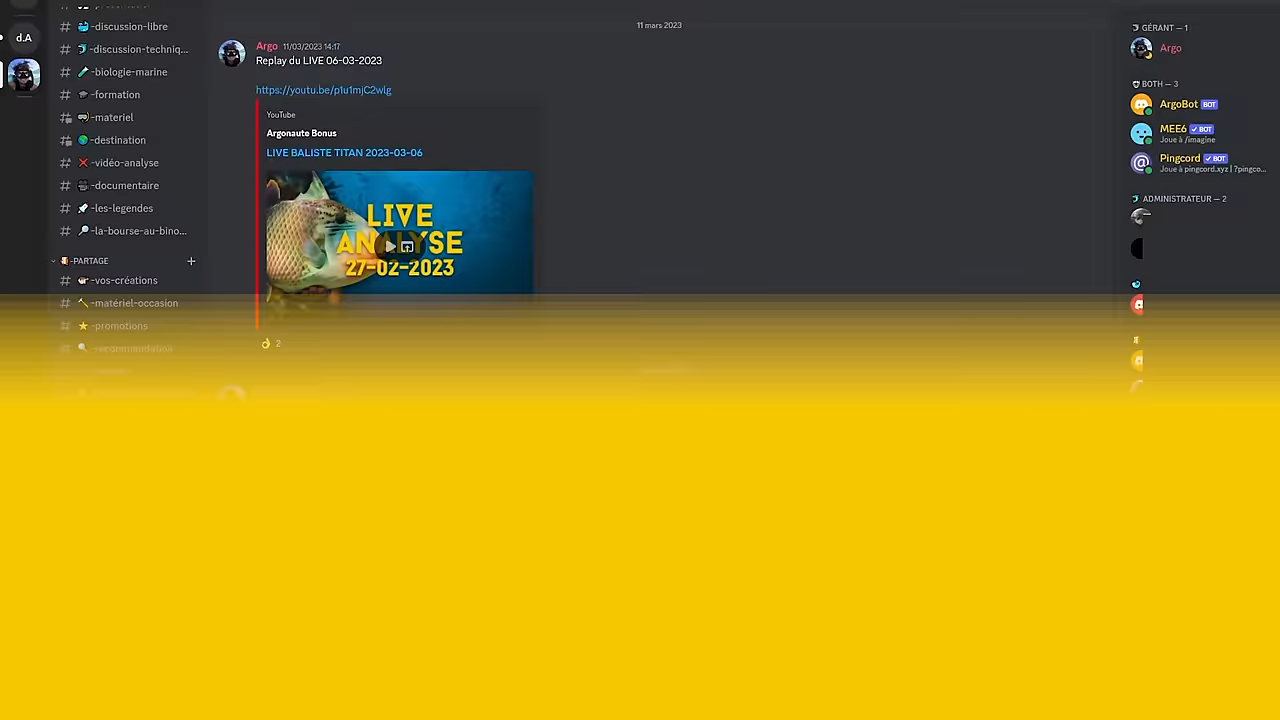 d.A
-discussion-libre
-discussion-techniq...
-biologie-marine
-formation
-materiel
-destination
-vidéo-analyse
-documentaire
-les-legendes
-la-bourse-au-bino...
-PARTAGE
-vos-créations
-matériel-occasion
-promotions
-recommandation
11 mars 2023
Argo 11/03/2023 14:17
Replay du LIVE 06-03-2023
https://youtu.be/p1u1mjC2wlg
YouTube
Argonaute Bonus
LIVE BALISTE TITAN 2023-03-06
LIVE
ANALYSE
27-02-2023
2
GÉRANT — 1
Argo
BOTH — 3
ArgoBot BOT
MEE6 ✓ BOT
Joue à /imagine
Pingcord ✓ BOT
Joue à pingcord.xyz | ?pingco...
ADMINISTRATEUR — 2